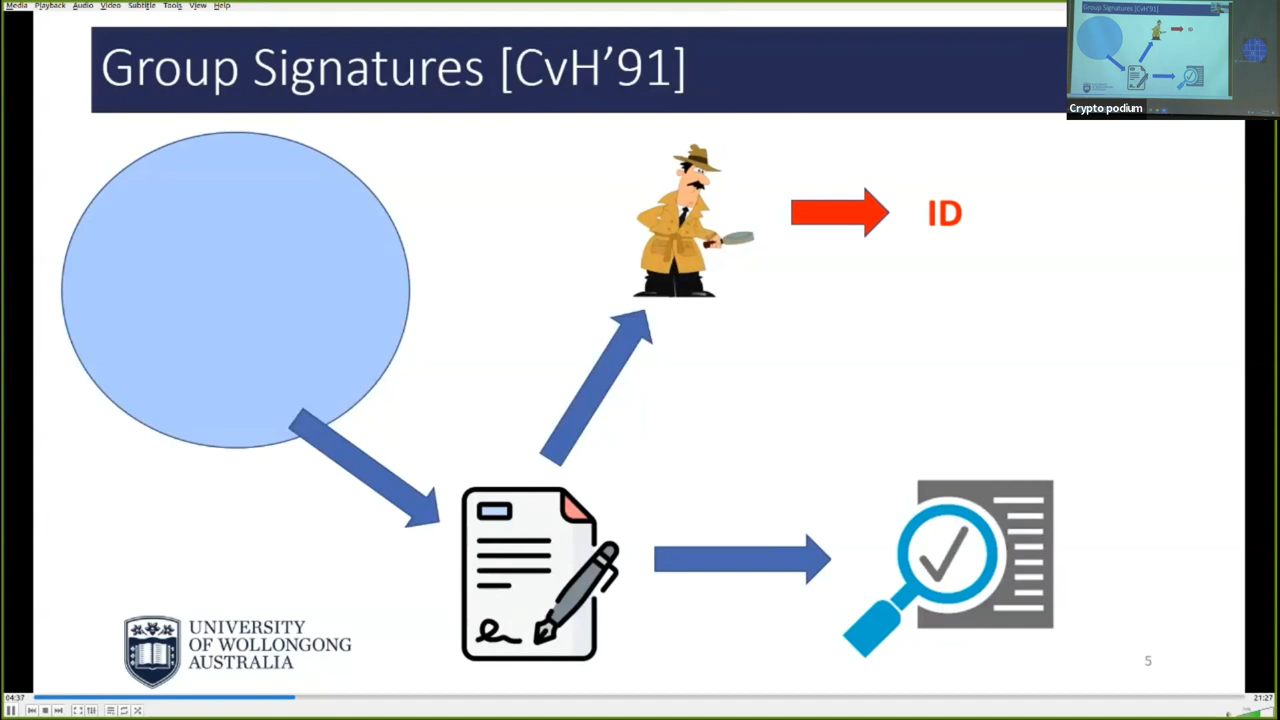 Media Playback Audio Video Subtitle Tools View Help
Group Signatures [CvH'91]
Group Signatures [CvH'91]
ID
Crypto podium
ID
UNIVERSITY
OF WOLLONGONG
AUSTRALIA
5
04:37
21:27